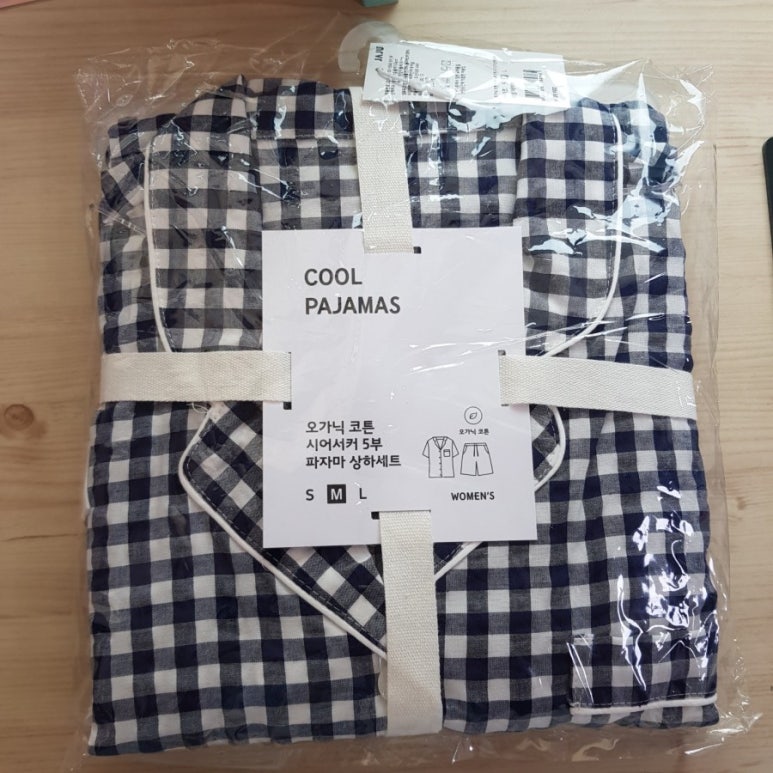 COOL
PAJAMAS
오가닉 코튼
오가닉 코튼
시어서커 5부
파자마 상하세트
S M L
WOMEN'S